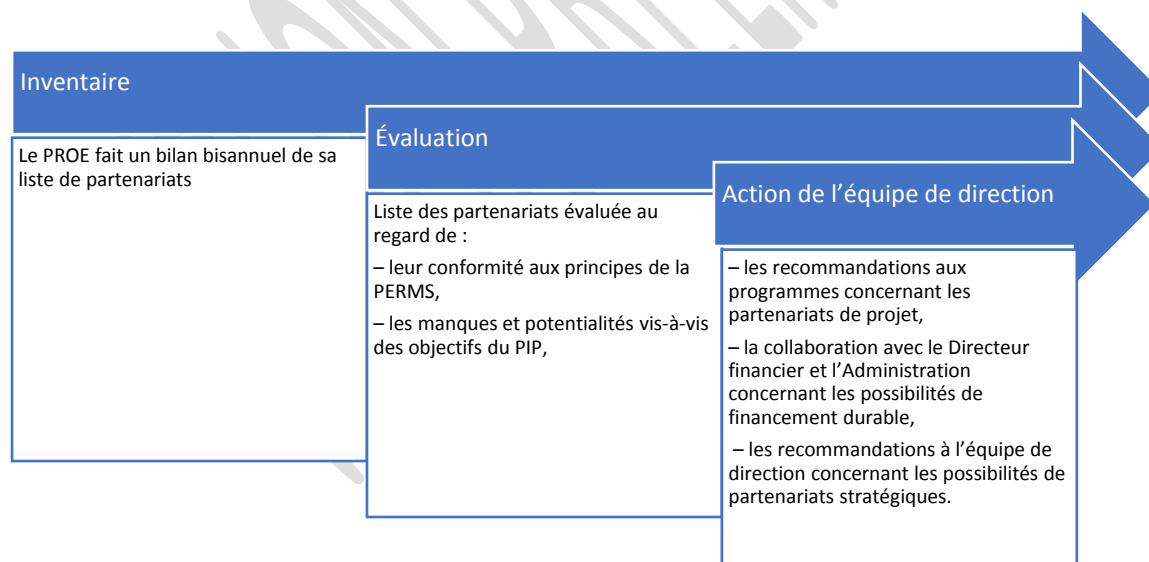 Inventaire
Le PROE fait un bilan bisannuel de sa
liste de partenariats
Évaluation
Liste des partenariats évaluée au
regard de :
– leur conformité aux principes de la
PERMS,
– les manques et potentialités vis-à-vis
des objectifs du PIP,
Action de l’équipe de direction
– les recommandations aux
programmes concernant les
partenariats de projet,
– la collaboration avec le Directeur
financier et l’Administration
concernant les possibilités de
financement durable,
– les recommandations à l’équipe de
direction concernant les possibilités de
partenariats stratégiques.